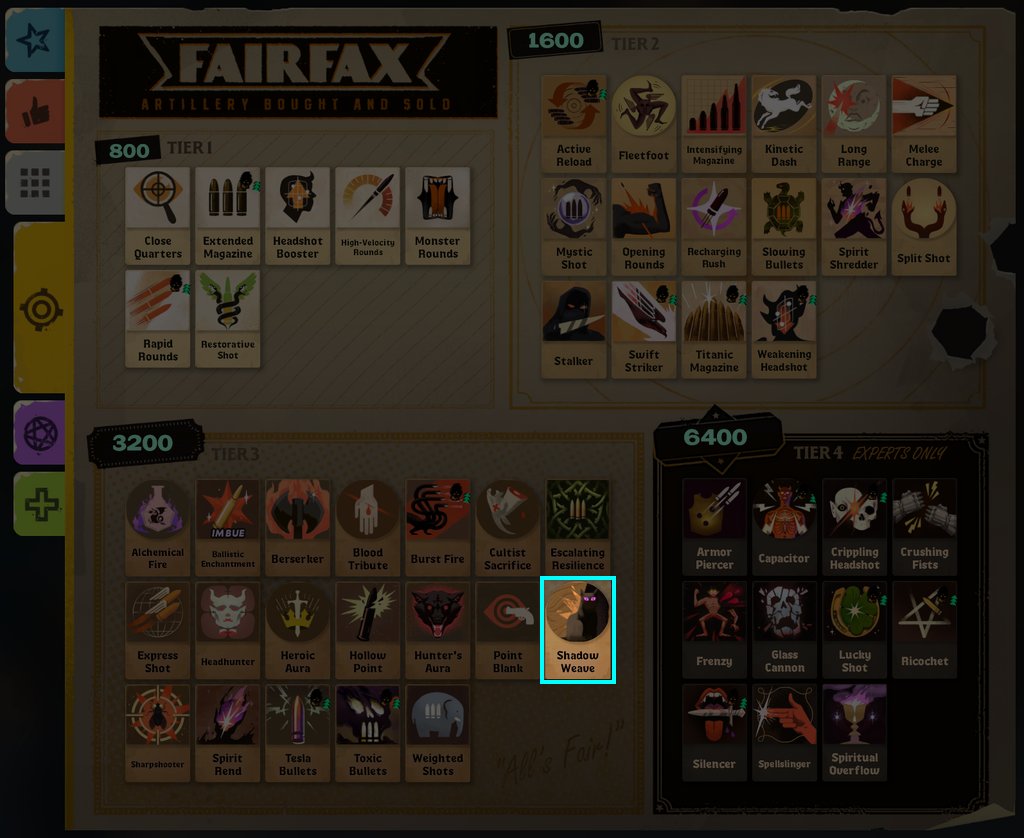 FAIRFAX
ARTILLERY BOUGHT AND SOLD
800 TIER 1
Close Quarters
Extended Magazine
Headshot Booster
High-Velocity Rounds
Monster Rounds
Rapid Rounds
Restorative Shot
1600 TIER 2
Active Reload
Fleetfoot
Intensifying Magazine
Kinetic Dash
Long Range
Melee Charge
Mystic Shot
Opening Rounds
Recharging Rush
Slowing Bullets
Spirit Shredder
Split Shot
Stalker
Swift Striker
Titanic Magazine
Weakening Headshot
3200 TIER 3
Alchemical Fire
IMBUE
Ballistic Enchantment
Berserker
Blood Tribute
Burst Fire
Cultist Sacrifice
Escalating Resilience
Express Shot
Headhunter
Heroic Aura
Hollow Point
Hunter's Aura
Point Blank
Shadow Weave
Sharpshooter
Spirit Rend
Tesla Bullets
Toxic Bullets
Weighted Shots
"All's Fair!"
6400 TIER 4 EXPERTS ONLY
Armor Piercer
Capacitor
Crippling Headshot
Crushing Fists
Frenzy
Glass Cannon
Lucky Shot
Ricochet
Silencer
Spellslinger
Spiritual Overflow